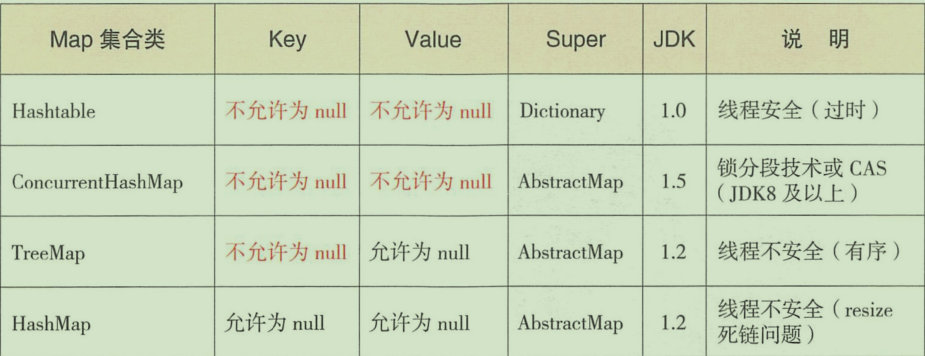 Map 集合类 Key Value Super JDK 说 明
Hashtable 不允许为 null 不允许为 null Dictionary 1.0 线程安全（过时）
ConcurrentHashMap 不允许为 null 不允许为 null AbstractMap 1.5 锁分段技术或 CAS
（JDK8 及以上）
TreeMap 不允许为 null 允许为 null AbstractMap 1.2 线程不安全（有序）
HashMap 允许为 null 允许为 null AbstractMap 1.2 线程不安全（resize
死链问题）